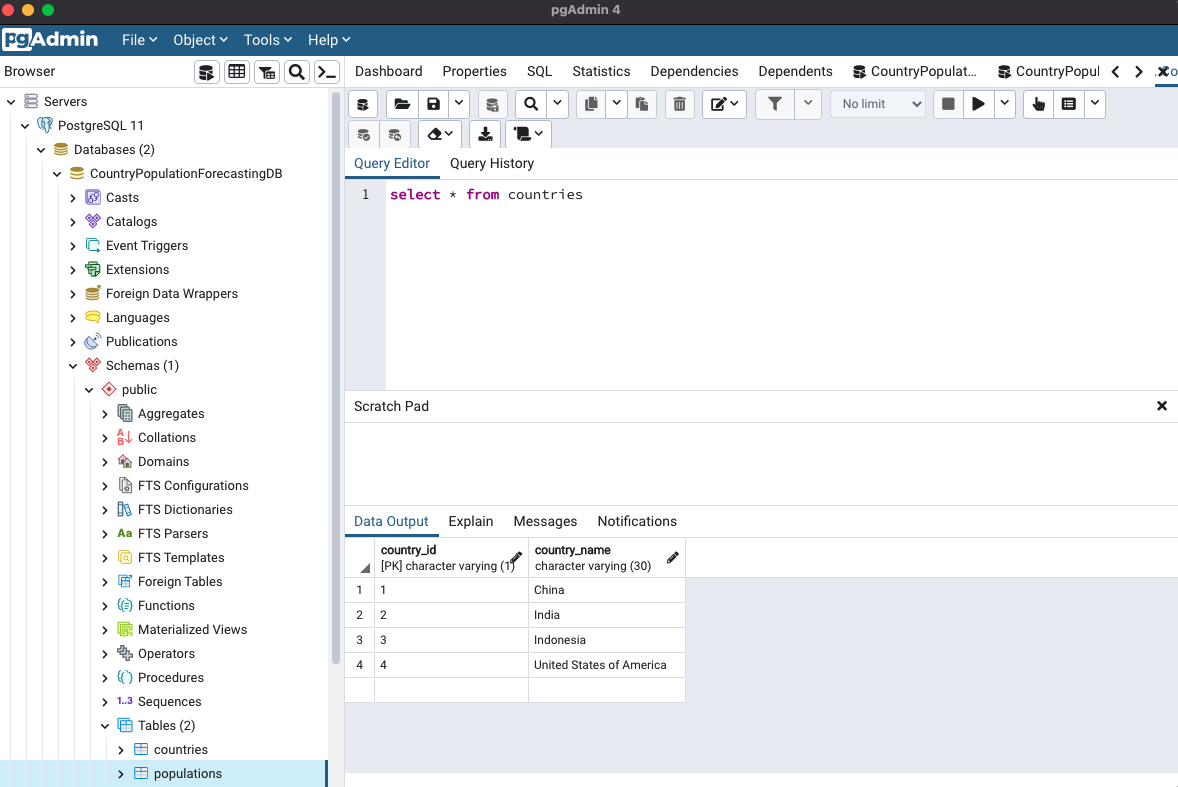 pgAdmin 4
pgAdmin File Object Tools Help
Browser
Dashboard Properties SQL Statistics Dependencies Dependents CountryPopulat... CountryPopul Co
Servers
PostgreSQL 11
Databases (2)
CountryPopulationForecastingDB
Casts
Catalogs
Event Triggers
Extensions
Foreign Data Wrappers
Languages
Publications
Schemas (1)
public
Aggregates
Collations
Domains
FTS Configurations
FTS Dictionaries
Aa FTS Parsers
FTS Templates
Foreign Tables
Functions
Materialized Views
Operators
Procedures
1..3 Sequences
Tables (2)
countries
populations
No limit
Query Editor Query History
1 select * from countries
Scratch Pad
Data Output Explain Messages Notifications
country_id country_name
[PK] character varying (1) character varying (30)
1 1 China
2 2 India
3 3 Indonesia
4 4 United States of America